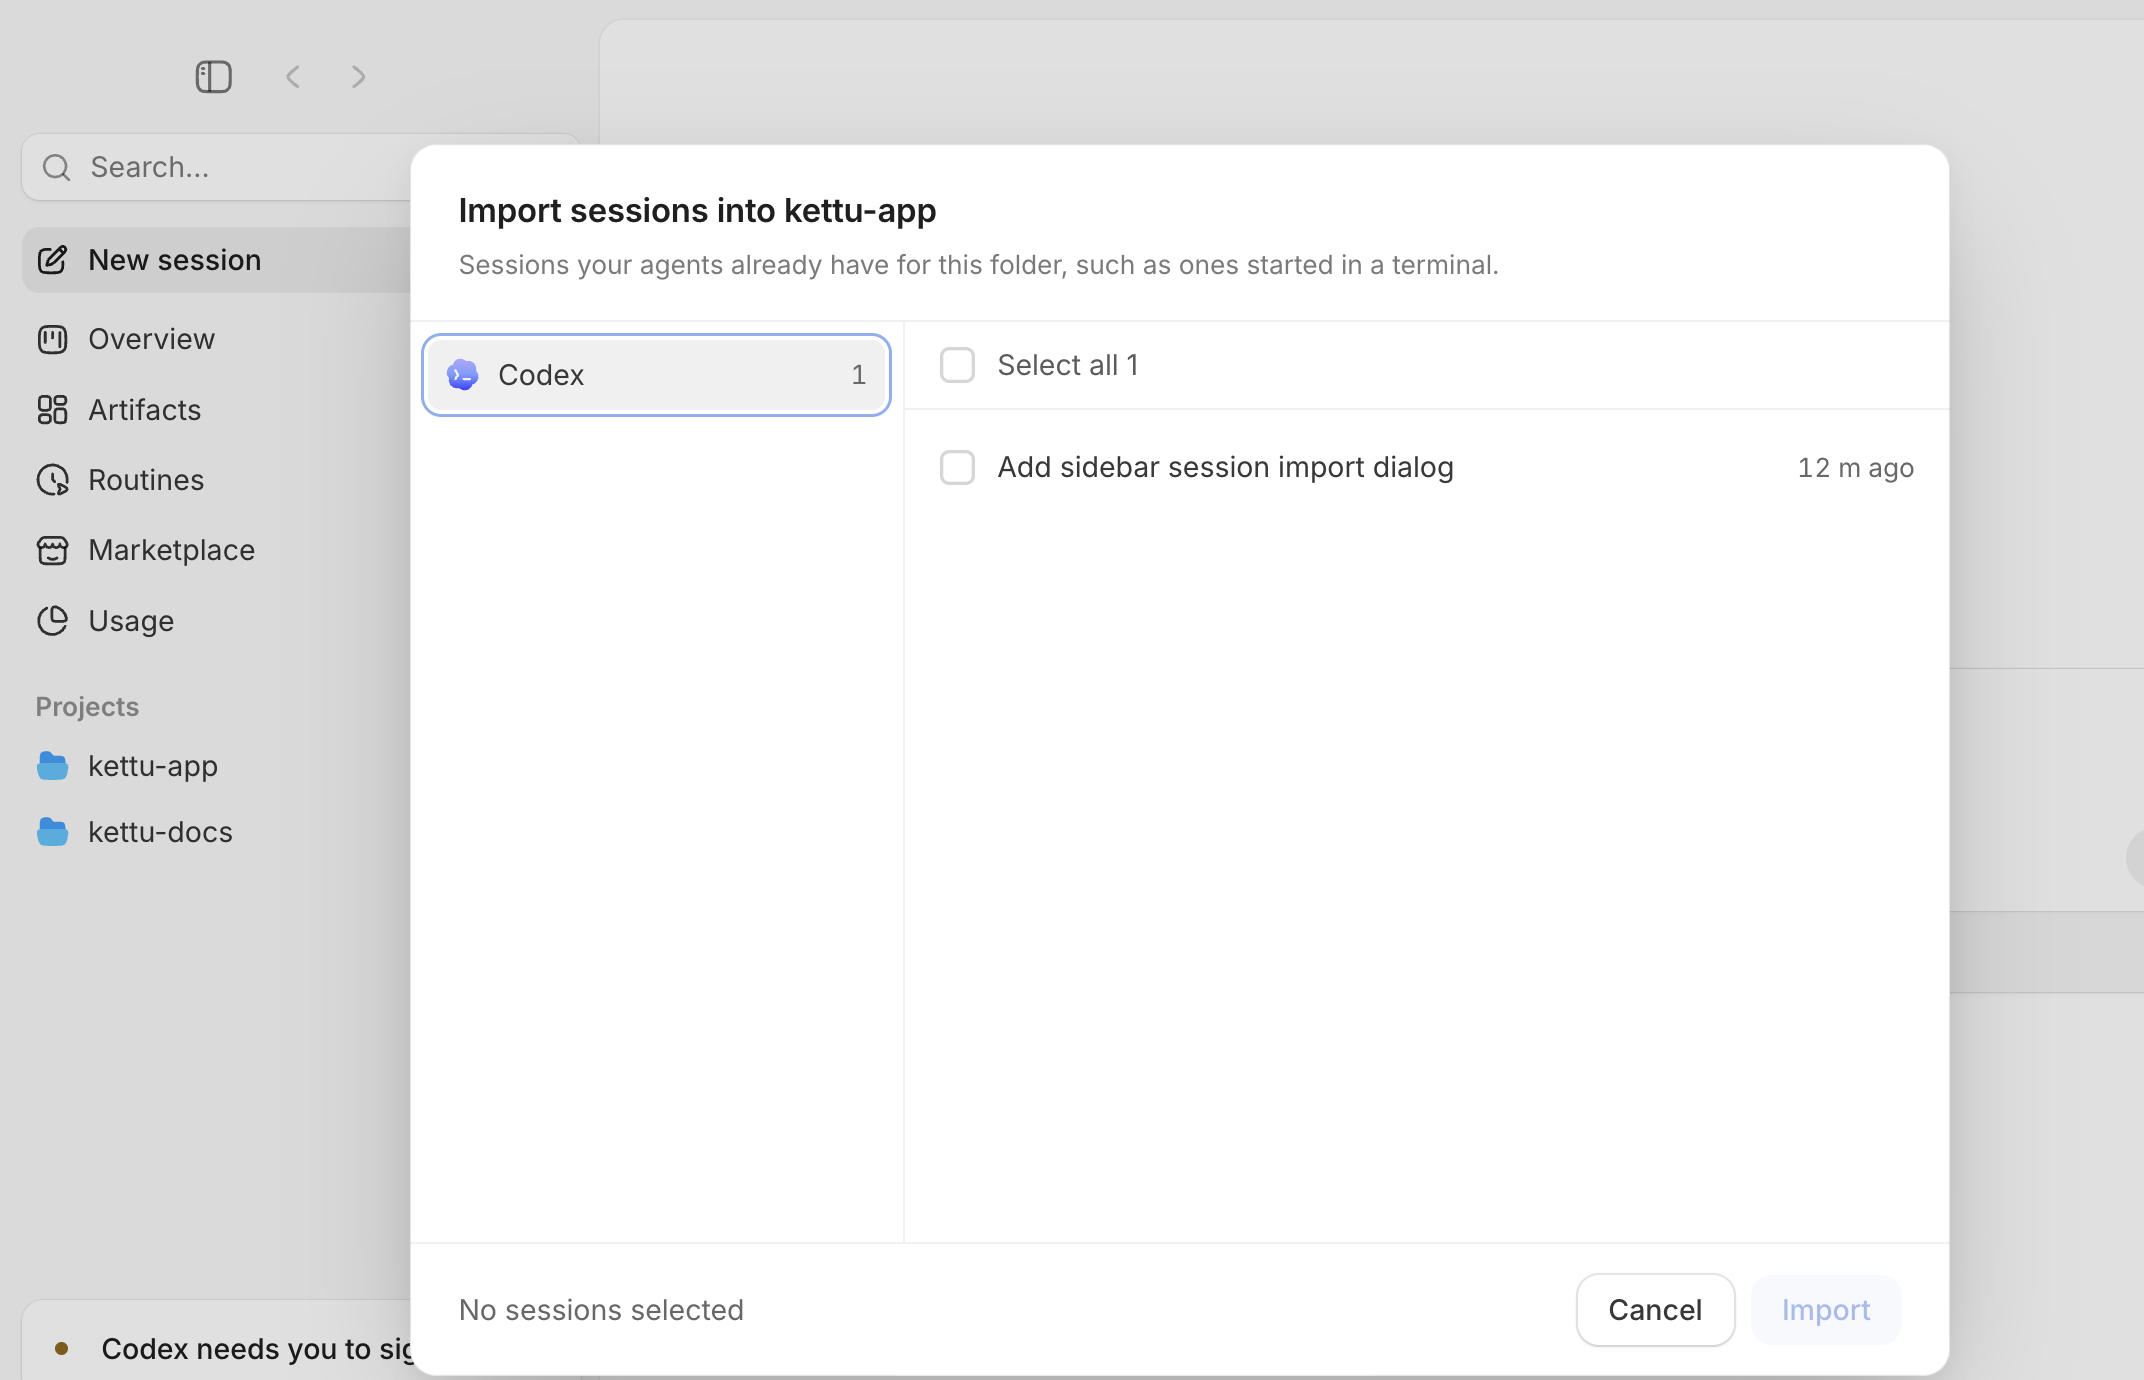 Search...
New session
Overview
Artifacts
Routines
Marketplace
Usage
Projects
kettu-app
kettu-docs
Codex needs you to
Import sessions into kettu-app
Sessions your agents already have for this folder, such as ones started in a terminal.
Codex 1
Select all 1
Add sidebar session import dialog 12 m ago
No sessions selected
Cancel
Import